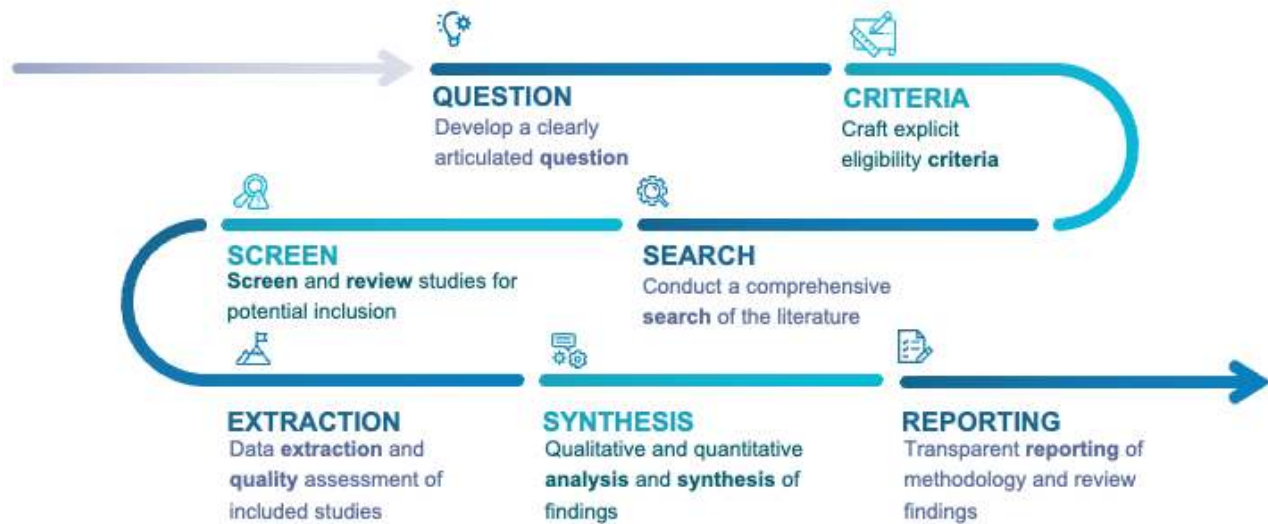 QUESTION
Develop a clearly
articulated question
CRITERIA
Craft explicit
eligibility criteria
SEARCH
Conduct a comprehensive
search of the literature
SCREEN
Screen and review studies for
potential inclusion
EXTRACTION
Data extraction and
quality assessment of
included studies
SYNTHESIS
Qualitative and quantitative
analysis and synthesis of
findings
REPORTING
Transparent reporting of
methodology and review
findings